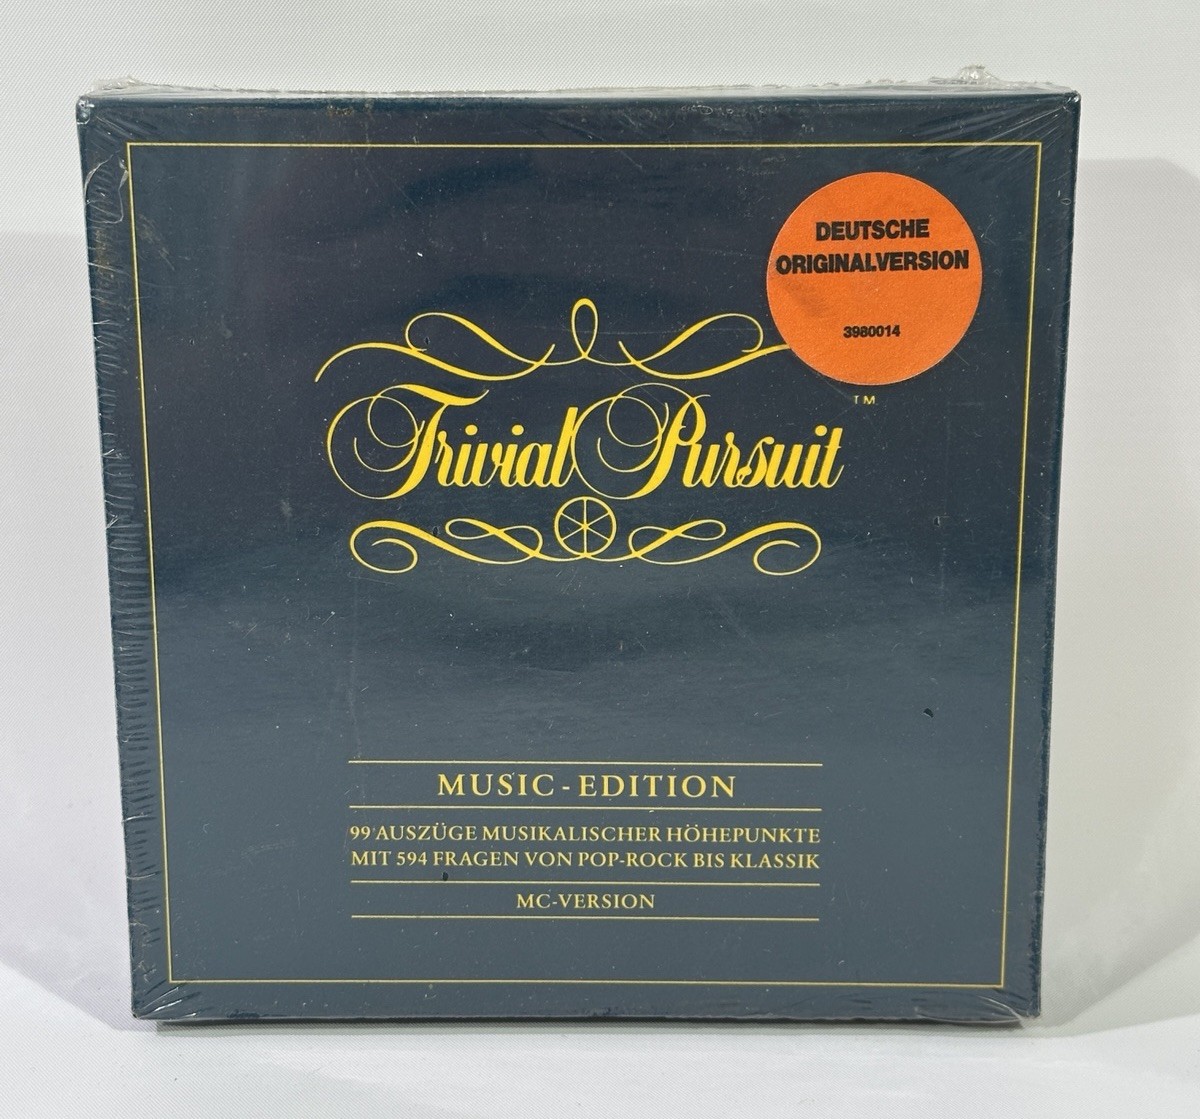 DEUTSCHE
ORIGINALVERSION
3980014
TM
Trivial Pursuit
MUSIC - EDITION
99 AUSZÜGE MUSIKALISCHER HÖHEPUNKTE
MIT 594 FRAGEN VON POP-ROCK BIS KLASSIK
MC-VERSION